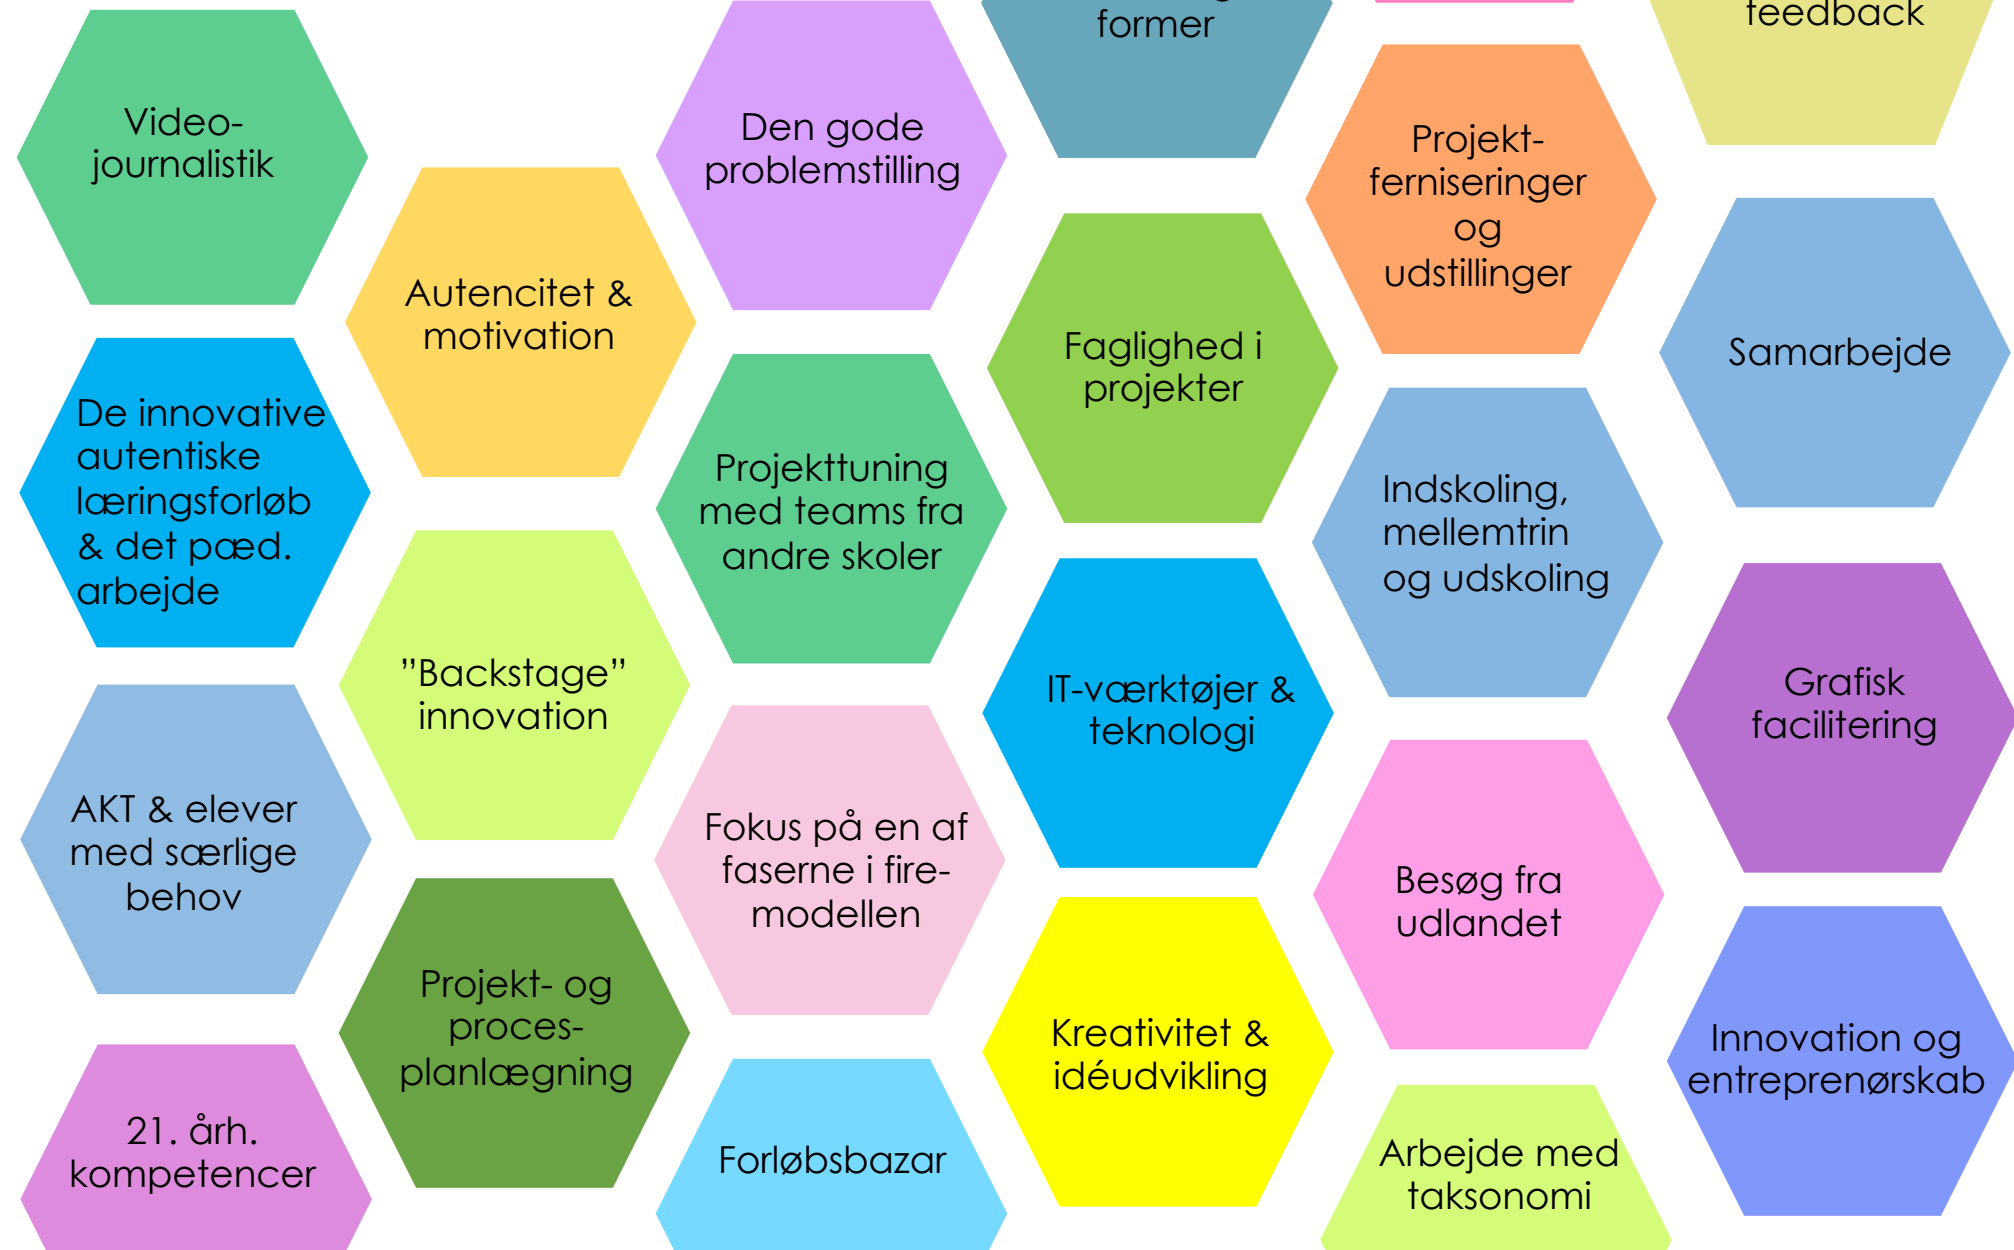 former
feedback
Video-
journalistik
Den gode
problemstilling
Projekt-
ferniseringer
og
udstillinger
Autencitet &
motivation
Faglighed i
projekter
Samarbejde
De innovative
autentiske
læringsforløb
& det pæd.
arbejde
Projekttuning
med teams fra
andre skoler
Indskoling,
mellemtrin
og udskoling
”Backstage”
innovation
IT-værktøjer &
teknologi
Grafisk
facilitering
AKT & elever
med særlige
behov
Fokus på en af
faserne i fire-
modellen
Besøg fra
udlandet
Projekt- og
proces-
planlægning
Kreativitet &
idéudvikling
Innovation og
entreprenørskab
21. årh.
kompetencer
Forløbsbazar
Arbejde med
taksonomi